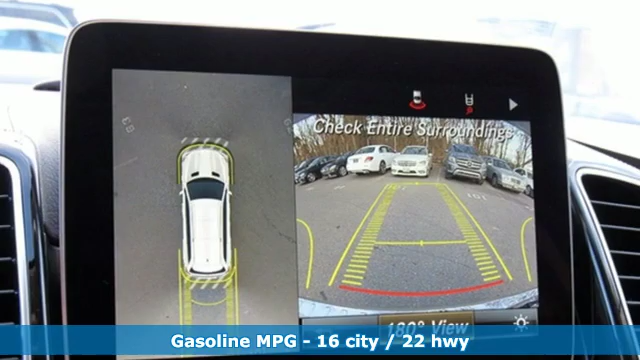 Check Entire Surroundings
180° View
Gasoline MPG - 16 city / 22 hwy